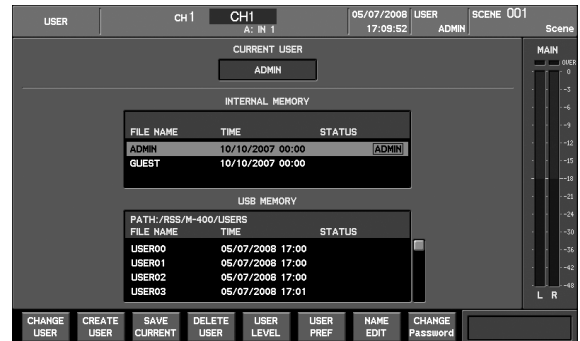 USER CH 1 CH1 A: IN 1 05/07/2008 17:09:52 USER ADMIN SCENE 001 Scene
CURRENT USER
ADMIN
INTERNAL MEMORY
FILE NAME TIME STATUS
ADMIN 10/10/2007 00:00 ADMIN
GUEST 10/10/2007 00:00
USB MEMORY
PATH:/RSS/M-400/USERS
FILE NAME TIME STATUS
USER00 05/07/2008 17:00
USER01 05/07/2008 17:00
USER02 05/07/2008 17:00
USER03 05/07/2008 17:01
MAIN
OVER
0
-3
-6
-9
-12
-15
-18
-21
-24
-30
-36
-42
-48
L R
CHANGE USER
CREATE USER
SAVE CURRENT
DELETE USER
USER LEVEL
USER PREF
NAME EDIT
CHANGE Password